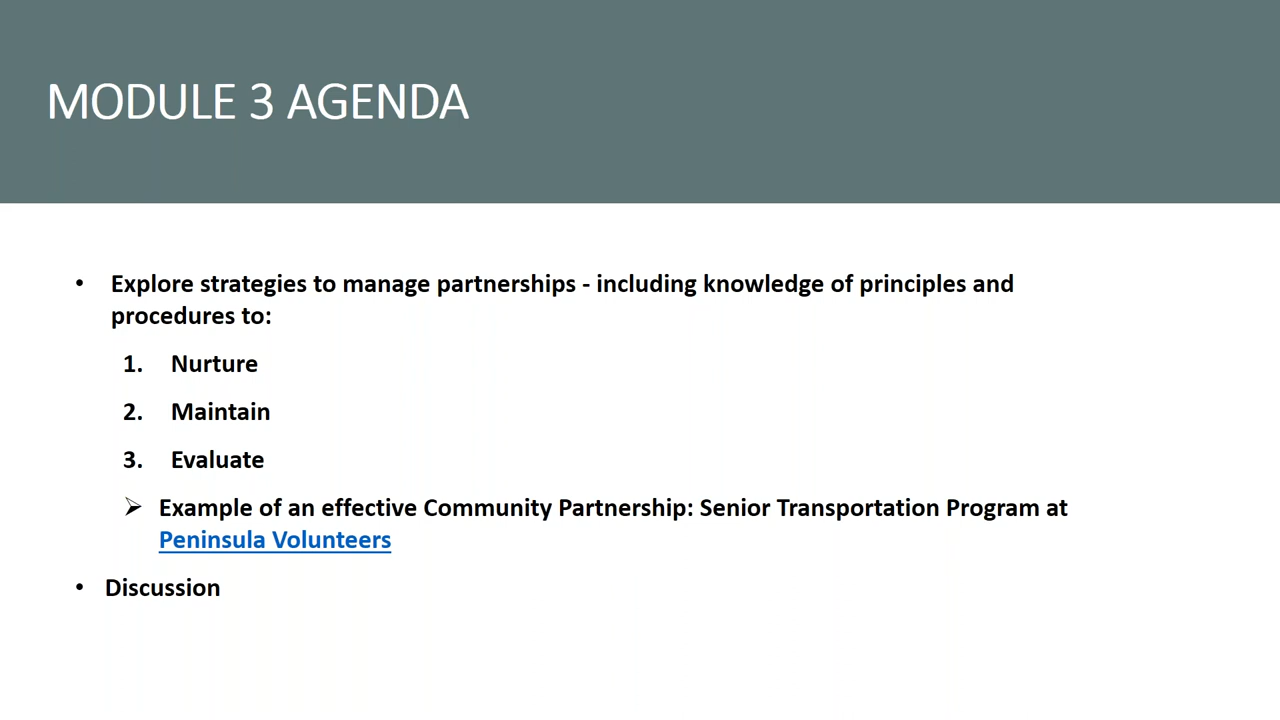 MODULE 3 AGENDA
• Explore strategies to manage partnerships - including knowledge of principles and
procedures to:
1. Nurture
2. Maintain
3. Evaluate
➢ Example of an effective Community Partnership: Senior Transportation Program at
Peninsula Volunteers
• Discussion